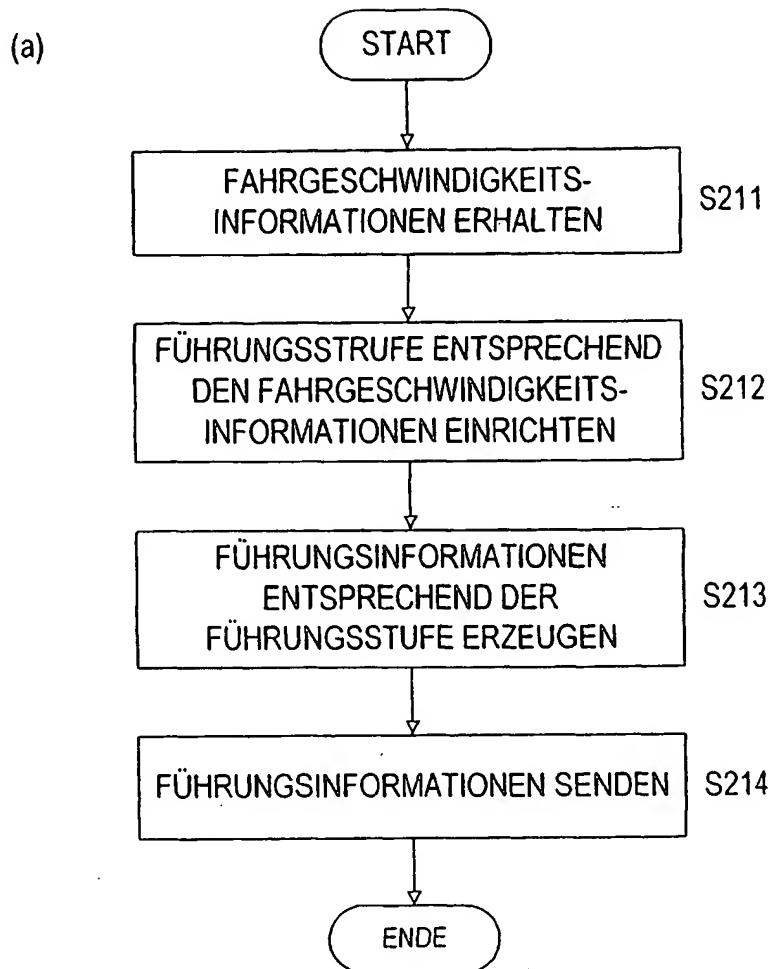 (a)
START
FAHRGESCHWINDIGKEITS-
INFORMATIONEN ERHALTEN
S211
FÜHRUNGSSTRUFE ENTSPRECHEND
DEN FAHRGESCHWINDIGKEITS-
INFORMATIONEN EINRICHTEN
S212
FÜHRUNGSINFORMATIONEN
ENTSPRECHEND DER
FÜHRUNGSSTUFE ERZEUGEN
S213
FÜHRUNGSINFORMATIONEN SENDEN
S214
ENDE